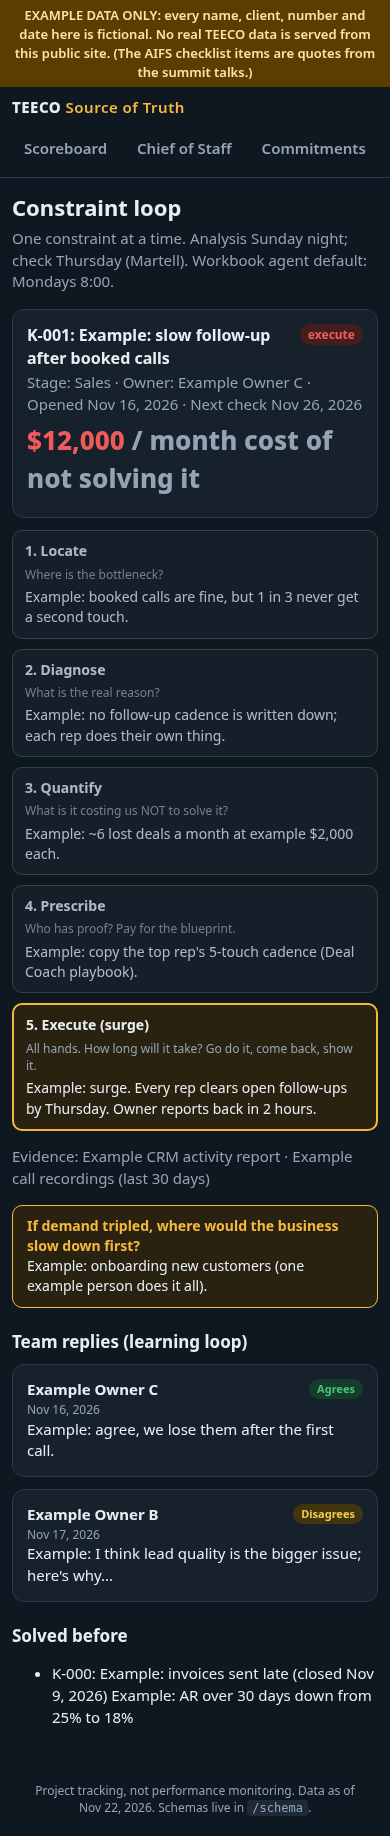 EXAMPLE DATA ONLY: every name, client, number and
date here is fictional. No real TEECO data is served from
this public site. (The AIFS checklist items are quotes from
the summit talks.)
TEECO Source of Truth
Scoreboard Chief of Staff Commitments
Constraint loop
One constraint at a time. Analysis Sunday night;
check Thursday (Martell). Workbook agent default:
Mondays 8:00.
K-001: Example: slow follow-up
after booked calls
execute
Stage: Sales · Owner: Example Owner C ·
Opened Nov 16, 2026 · Next check Nov 26, 2026
$12,000 / month cost of
not solving it
1. Locate
Where is the bottleneck?
Example: booked calls are fine, but 1 in 3 never get
a second touch.
2. Diagnose
What is the real reason?
Example: no follow-up cadence is written down;
each rep does their own thing.
3. Quantify
What is it costing us NOT to solve it?
Example: ~6 lost deals a month at example $2,000
each.
4. Prescribe
Who has proof? Pay for the blueprint.
Example: copy the top rep's 5-touch cadence (Deal
Coach playbook).
5. Execute (surge)
All hands. How long will it take? Go do it, come back, show
it.
Example: surge. Every rep clears open follow-ups
by Thursday. Owner reports back in 2 hours.
Evidence: Example CRM activity report · Example
call recordings (last 30 days)
If demand tripled, where would the business
slow down first?
Example: onboarding new customers (one
example person does it all).
Team replies (learning loop)
Example Owner C
Agrees
Nov 16, 2026
Example: agree, we lose them after the first
call.
Example Owner B
Disagrees
Nov 17, 2026
Example: I think lead quality is the bigger issue;
here's why...
Solved before
• K-000: Example: invoices sent late (closed Nov
9, 2026) Example: AR over 30 days down from
25% to 18%
Project tracking, not performance monitoring. Data as of
Nov 22, 2026. Schemas live in /schema.